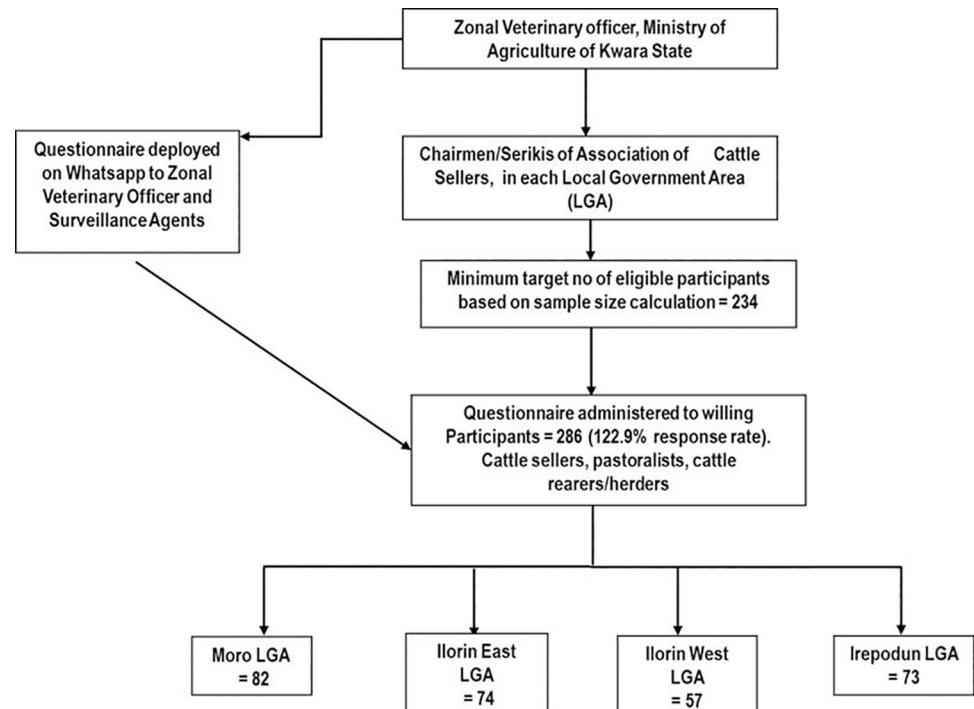 Zonal Veterinary officer, Ministry of
Agriculture of Kwara State
Questionnaire deployed
on Whatsapp to Zonal
Veterinary Officer and
Surveillance Agents
Chairmen/Serikis of Association of Cattle
Sellers, in each Local Government Area
(LGA)
Minimum target no of eligible participants
based on sample size calculation = 234
Questionnaire administered to willing
Participants = 286 (122.9% response rate).
Cattle sellers, pastoralists, cattle
rearers/herders
Moro LGA
= 82
Ilorin East
LGA
= 74
Ilorin West
LGA
= 57
Irepodun LGA
= 73